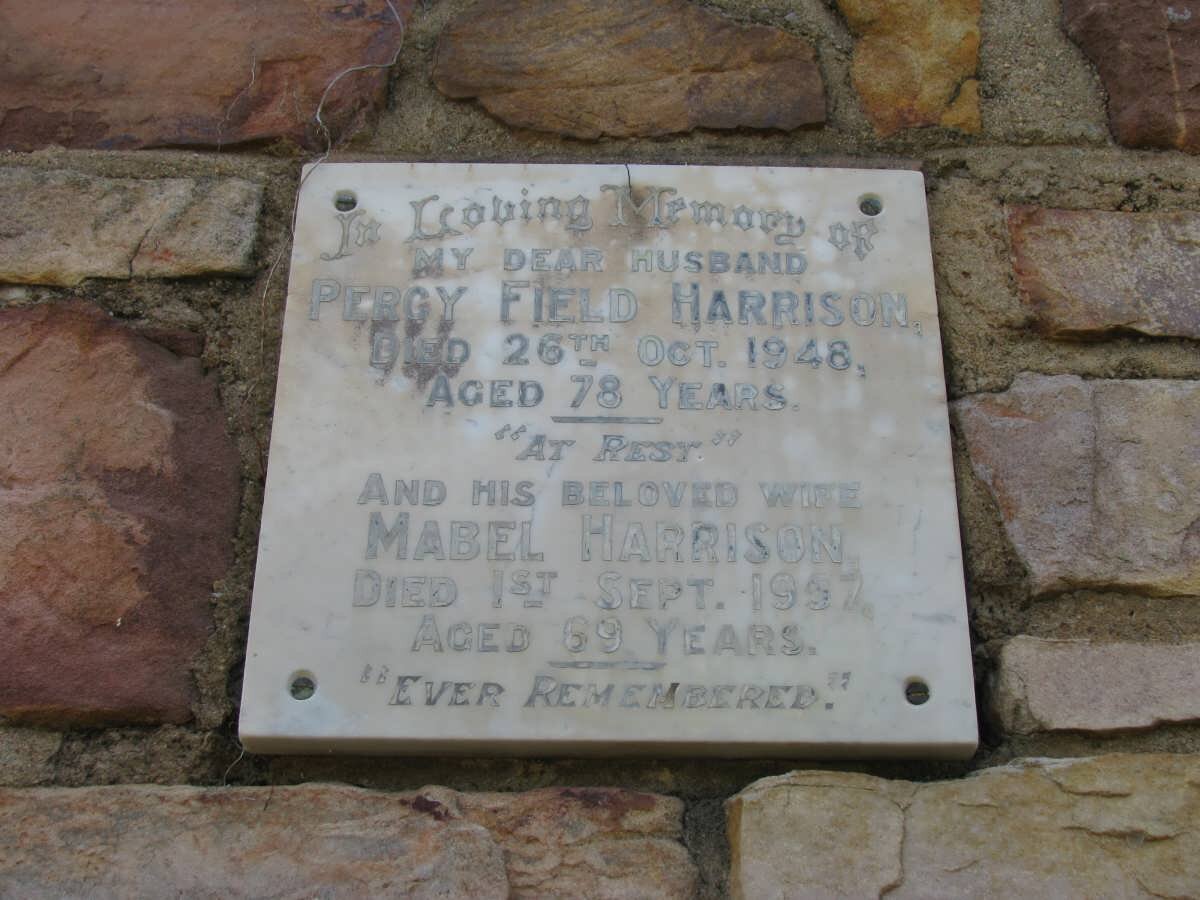 In Loving Memory of
MY DEAR HUSBAND
PERCY FIELD HARRISON,
DIED 26TH OCT. 1948,
AGED 78 YEARS.
"AT REST."
AND HIS BELOVED WIFE
MABEL HARRISON,
DIED 1ST SEPT.
AGED 69 YEARS.
"EVER REMEMBERED."